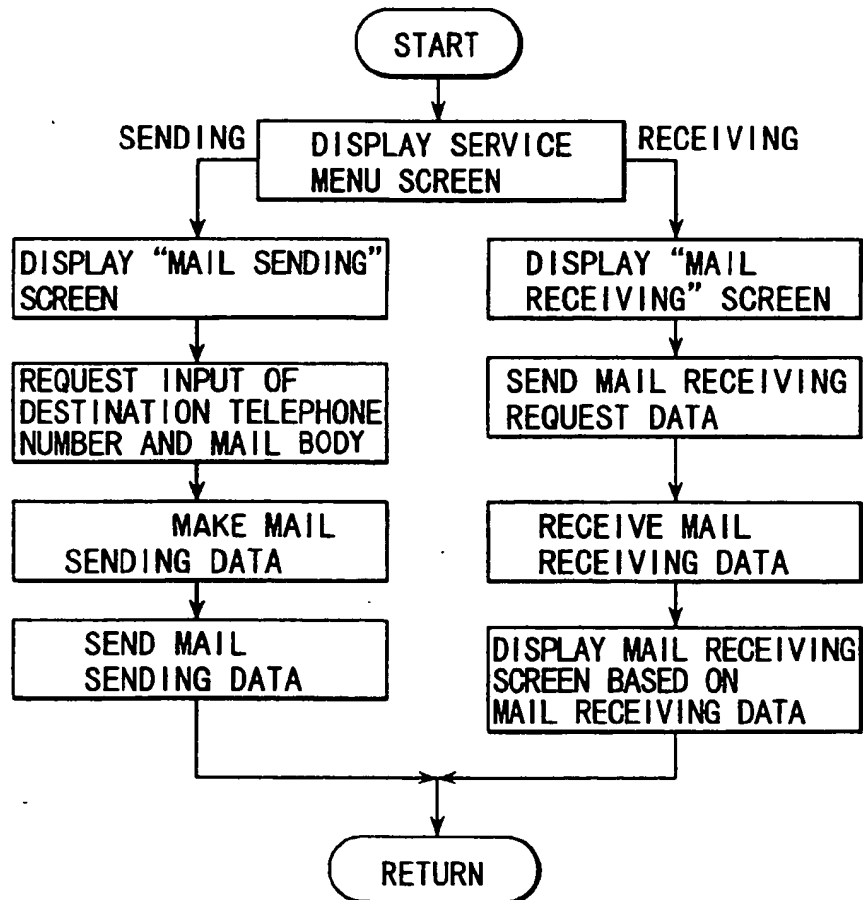 START
SENDING
DISPLAY SERVICE
MENU SCREEN
RECEIVING
DISPLAY “MAIL SENDING”
SCREEN
REQUEST INPUT OF
DESTINATION TELEPHONE
NUMBER AND MAIL BODY
MAKE MAIL
SENDING DATA
SEND MAIL
SENDING DATA
DISPLAY “MAIL
RECEIVING” SCREEN
SEND MAIL RECEIVING
REQUEST DATA
RECEIVE MAIL
RECEIVING DATA
DISPLAY MAIL RECEIVING
SCREEN BASED ON
MAIL RECEIVING DATA
RETURN